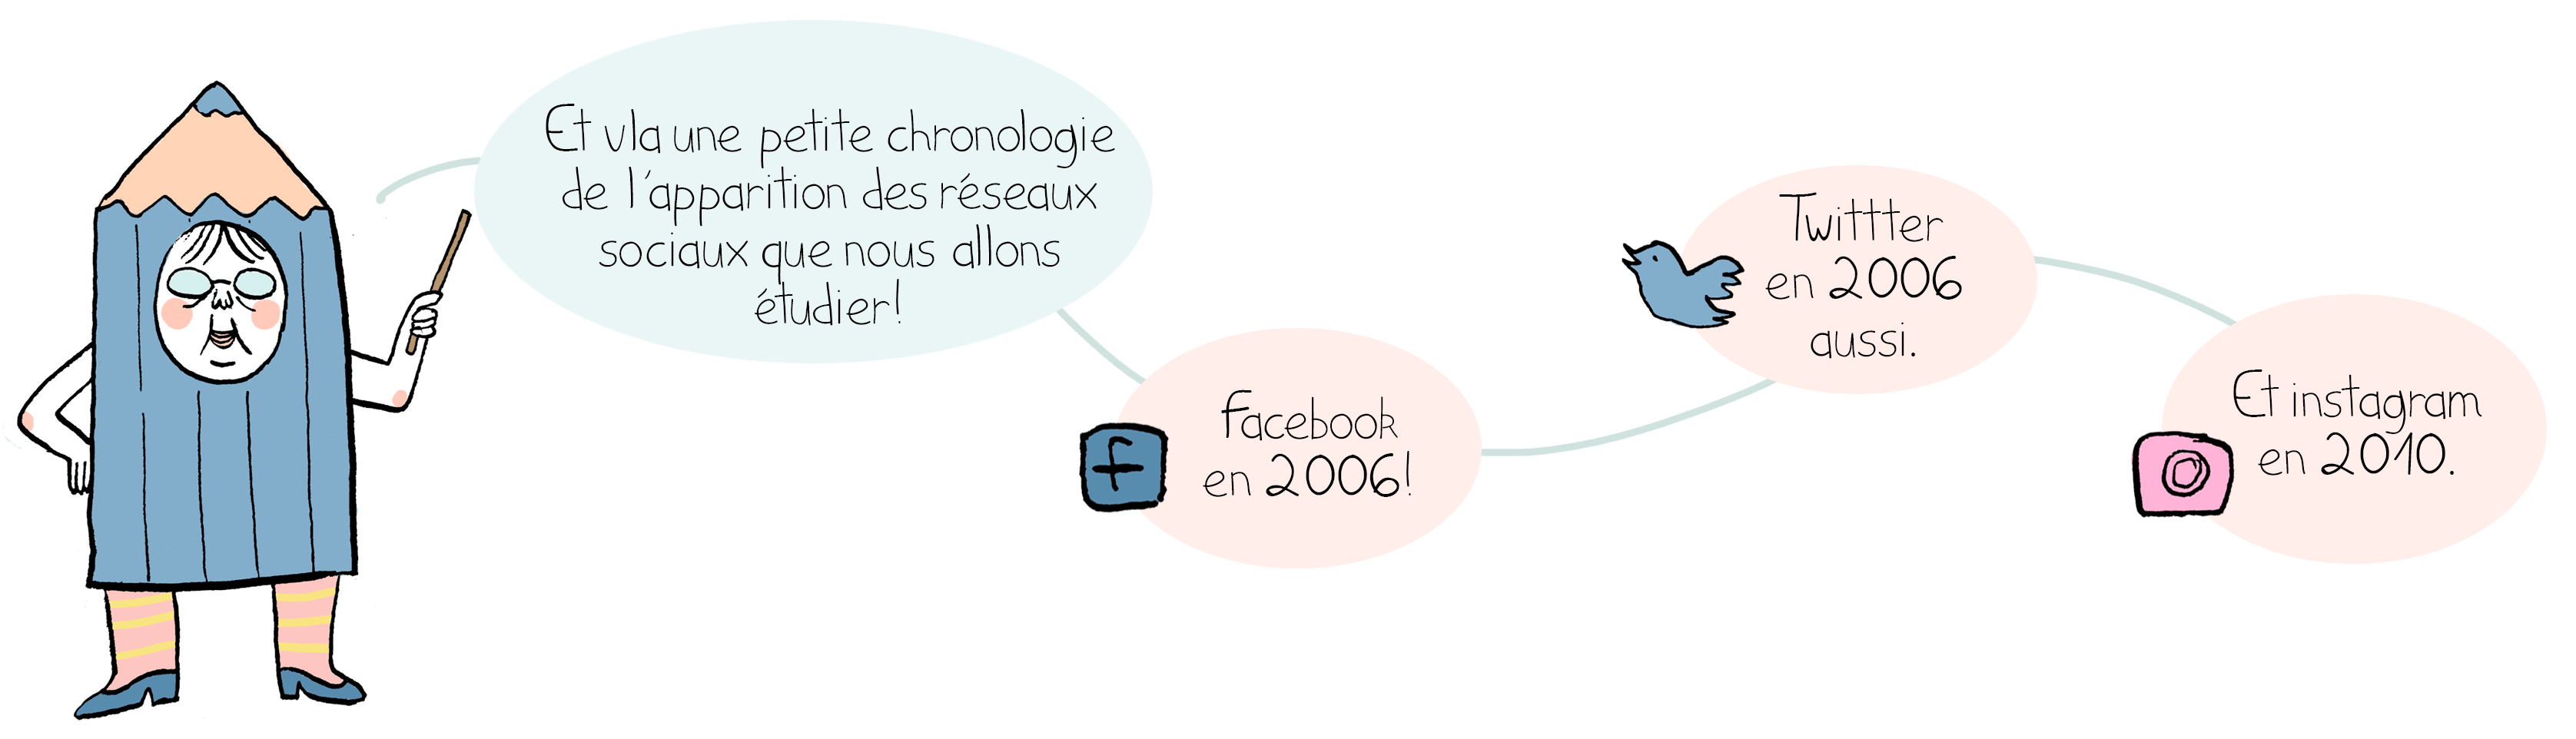 Et vla une petite chronologie
de l'apparition des réseaux
sociaux que nous allons
étudier!
f
facebook
en 2006!
Twittter
en 2006
aussi.
Et instagram
en 2010.